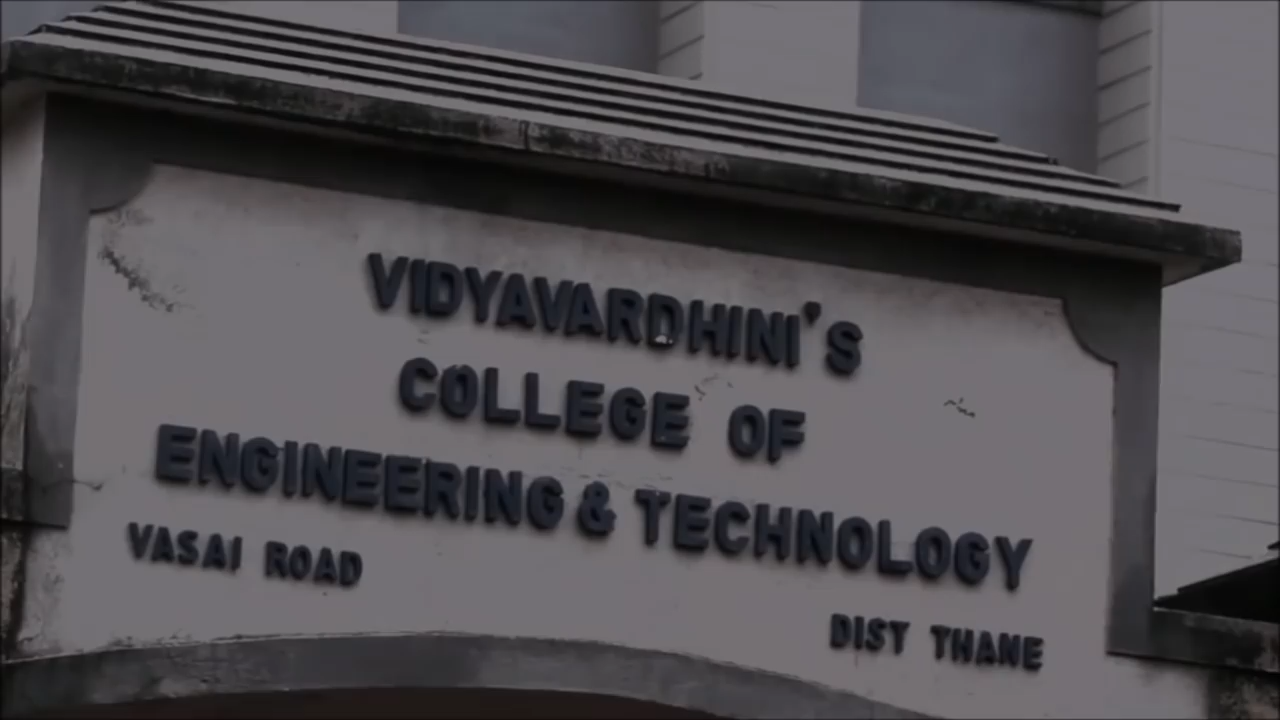 VIDYAVARDHINI'S
COLLEGE OF
ENGINEERING & TECHNOLOGY
VASAI ROAD
DIST THANE